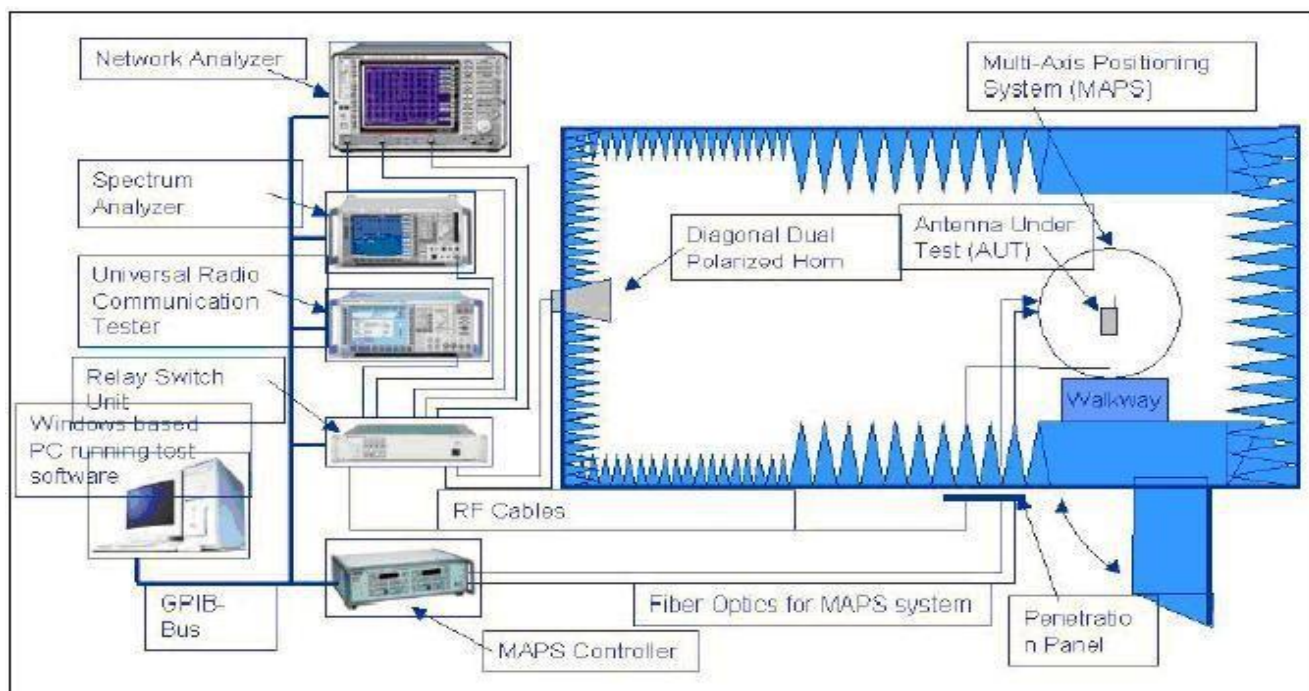 Network Analyzer
Multi-Axis Positioning
System (MAPS)
Spectrum
Analyzer
Diagonal Dual
Polarized Horn
Antenna Under
Test (AUT)
Universal Radio
Communication
Tester
Relay Switch
Unit
Windows based
PC running test
software
Walkway
RF Cables
GPIB-
Bus
Fiber Optics for MAPS system
MAPS Controller
Penetratio
n Panel